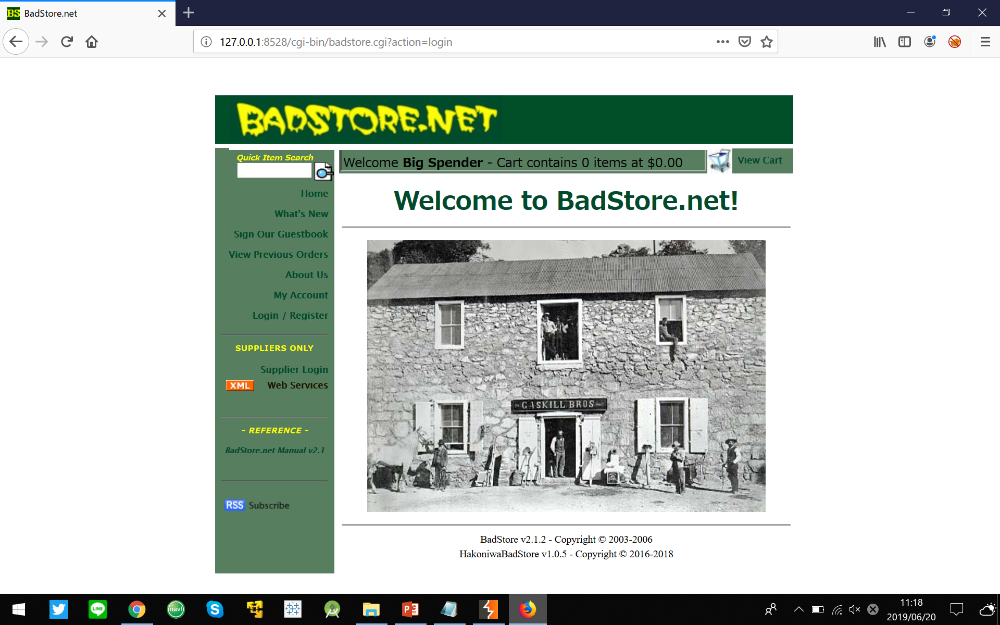 BS BadStore.net
127.0.0.1:8528/cgi-bin/badstore.cgi?action=login
BADSTORE.NET
Quick Item Search
Welcome Big Spender - Cart contains 0 items at $0.00
View Cart
Home
What's New
Sign Our Guestbook
View Previous Orders
About Us
My Account
Login / Register
SUPPLIERS ONLY
Supplier Login
XML Web Services
- REFERENCE -
BadStore.net Manual v2.1
RSS Subscribe
Welcome to BadStore.net!
GASKILL.BROS
BadStore v2.1.2 - Copyright © 2003-2006
HakoniwaBadStore v1.0.5 - Copyright © 2016-2018
LINE
nav!
11:18
2019/06/20